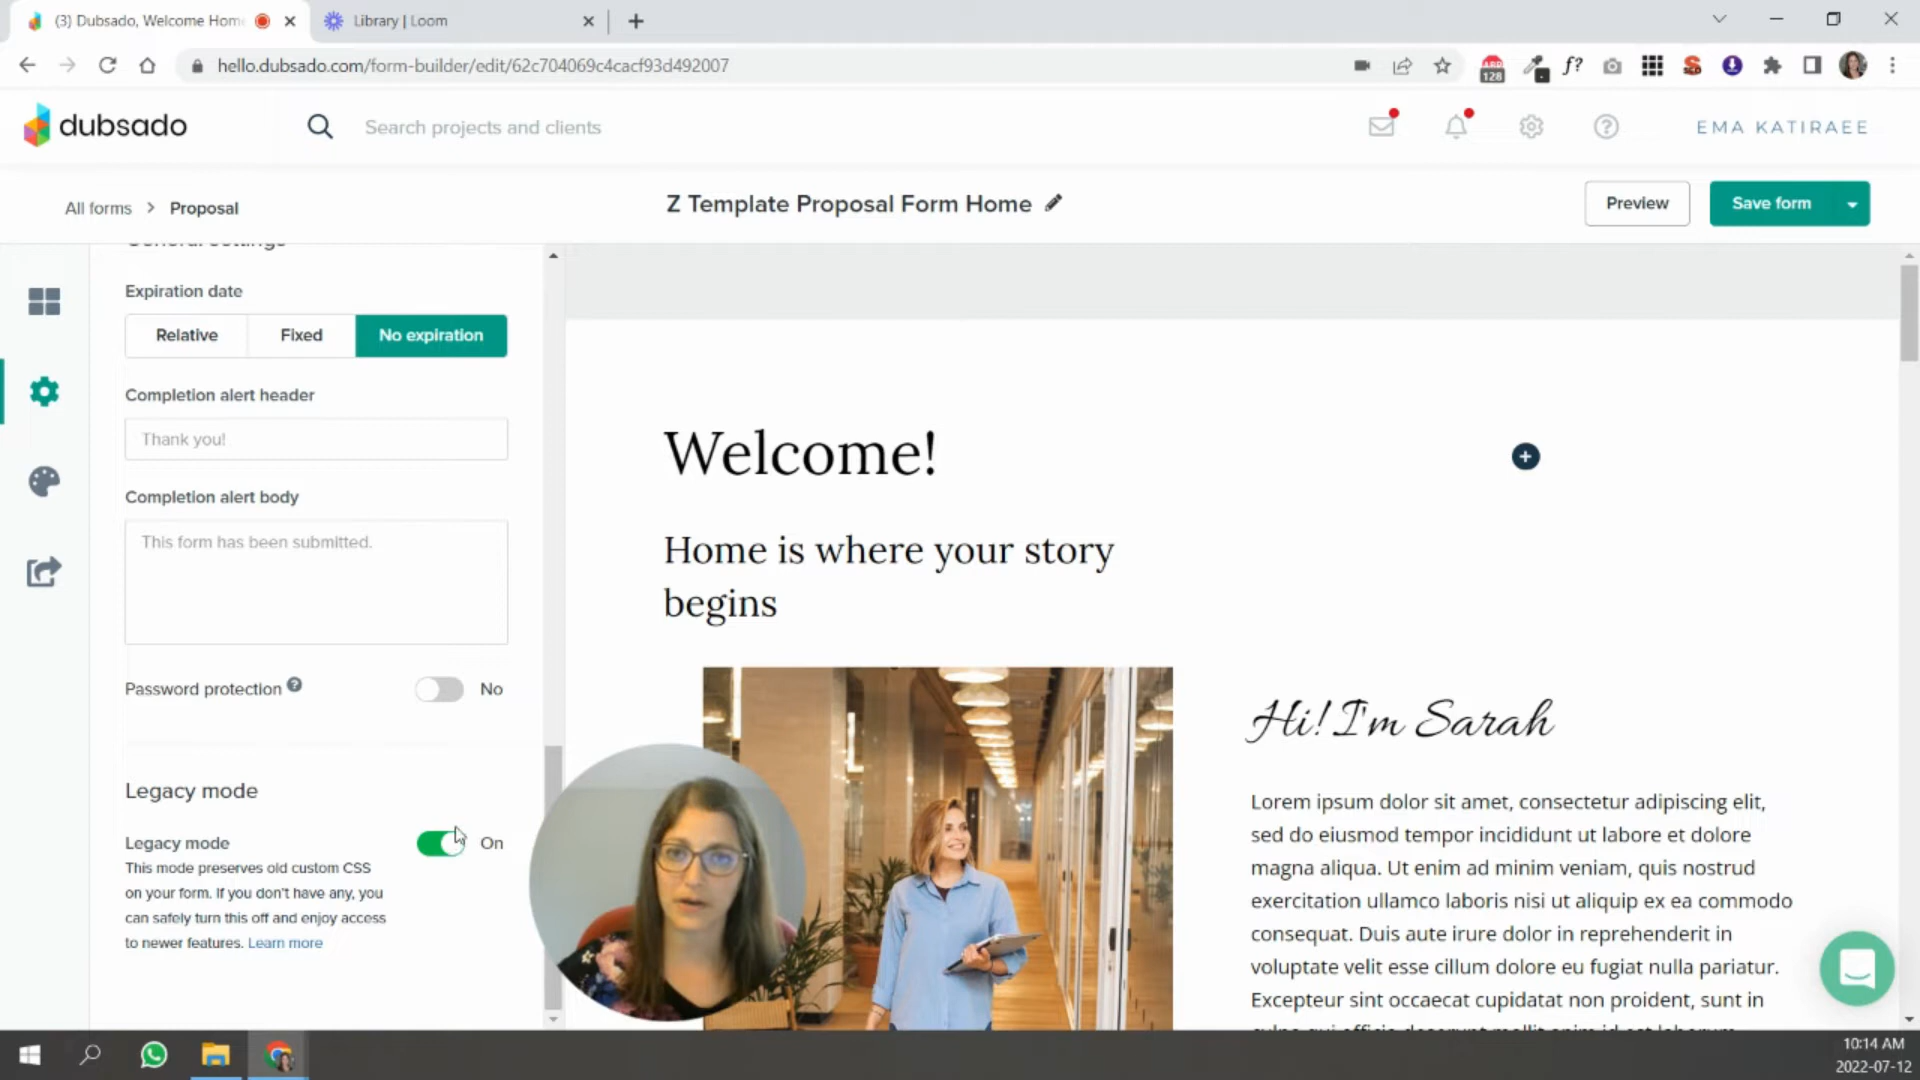 (3) Dubsado, Welcome Home
Library | Loom
hello.dubsado.com/form-builder/edit/62c704069c4cacf93d492007
128
f?
dubsado
Search projects and clients
EMA KATIRAEE
All forms > Proposal
Z Template Proposal Form Home
Preview
Save form
General settings
Expiration date
Relative
Fixed
No expiration
Completion alert header
Thank you!
Completion alert body
This form has been submitted.
Password protection
No
Legacy mode
Legacy mode
On
This mode preserves old custom CSS
on your form. If you don't have any, you
can safely turn this off and enjoy access
to newer features. Learn more
Welcome!
Home is where your story
begins
Hi! I'm Sarah
Lorem ipsum dolor sit amet, consectetur adipiscing elit,
sed do eiusmod tempor incididunt ut labore et dolore
magna aliqua. Ut enim ad minim veniam, quis nostrud
exercitation ullamco laboris nisi ut aliquip ex ea commodo
consequat. Duis aute irure dolor in reprehenderit in
voluptate velit esse cillum dolore eu fugiat nulla pariatur.
Excepteur sint occaecat cupidatat non proident, sunt in
10:14 AM
2022-07-12